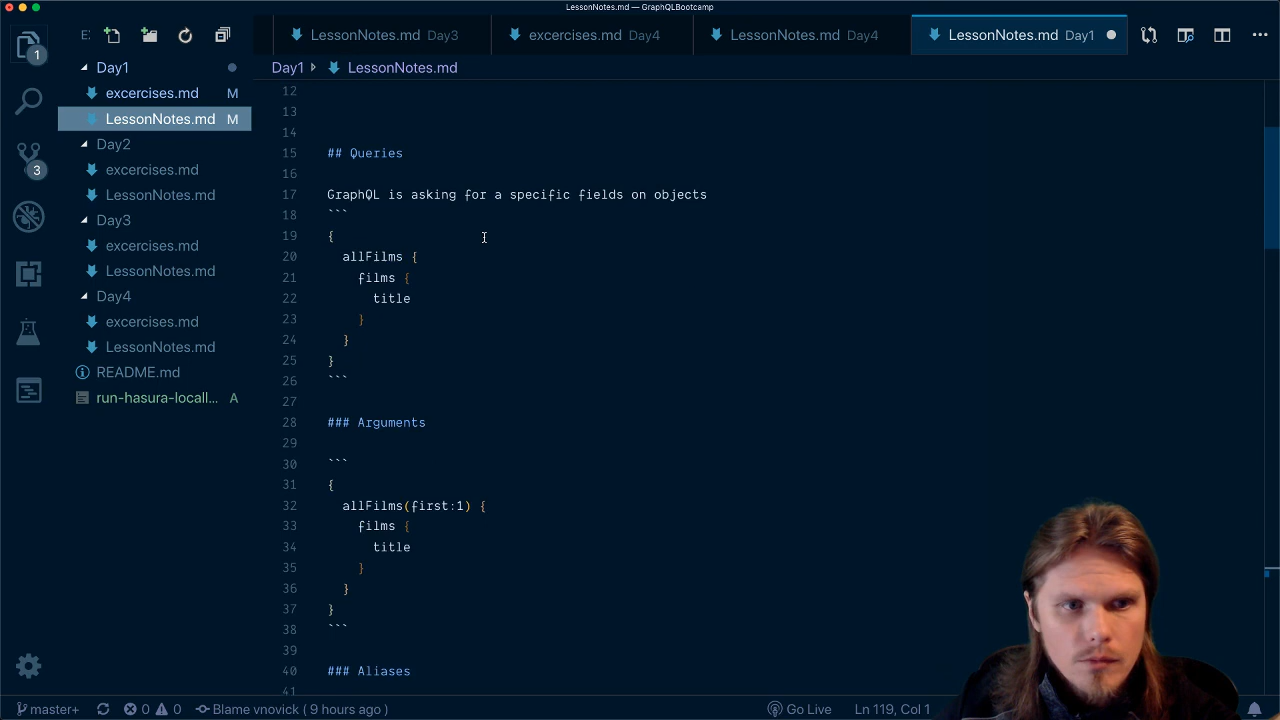 LessonNotes.md — GraphQLBootcamp
1
E:
LessonNotes.md Day3
excercises.md Day4
LessonNotes.md Day4
LessonNotes.md Day1
Day1
excercises.md M
LessonNotes.md M
Day2
excercises.md
LessonNotes.md
Day3
excercises.md
LessonNotes.md
Day4
excercises.md
LessonNotes.md
README.md
run-hasura-locall... A
3
Day1 LessonNotes.md
12
13
14
15 ## Queries
16
17 GraphQL is asking for a specific fields on objects
18 ```
19 {
20 allFilms {
21 films {
22 title
23 }
24 }
25 }
26 ```
27
28 ### Arguments
29
30 ```
31 {
32 allFilms(first:1) {
33 films {
34 title
35 }
36 }
37 }
38 ```
39
40 ### Aliases
41
master+ 0 0 Blame vnovick ( 9 hours ago ) Go Live Ln 119, Col 1